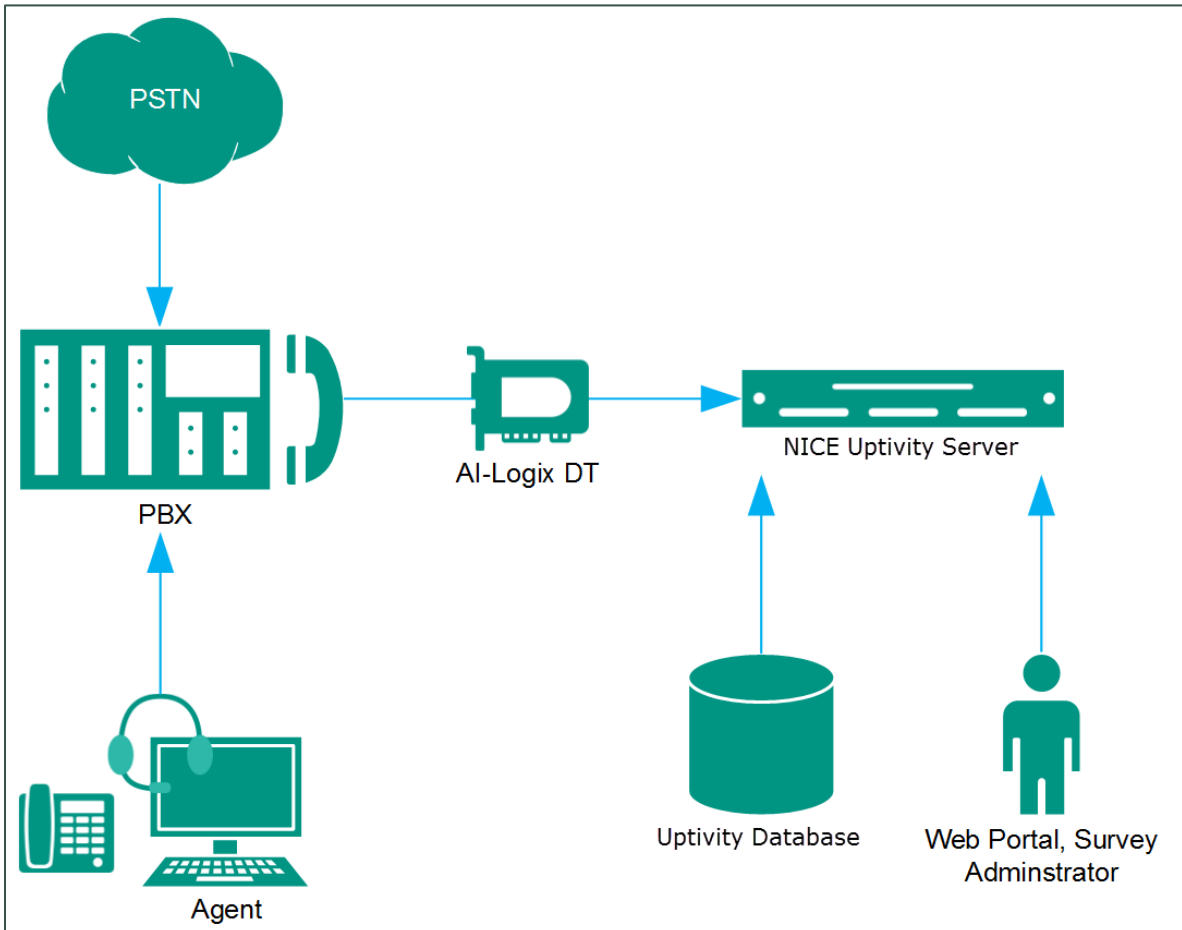 PSTN
PBX
AI-Logix DT
NICE Uptivity Server
Agent
Uptivity Database
Web Portal, Survey
Adminstrator